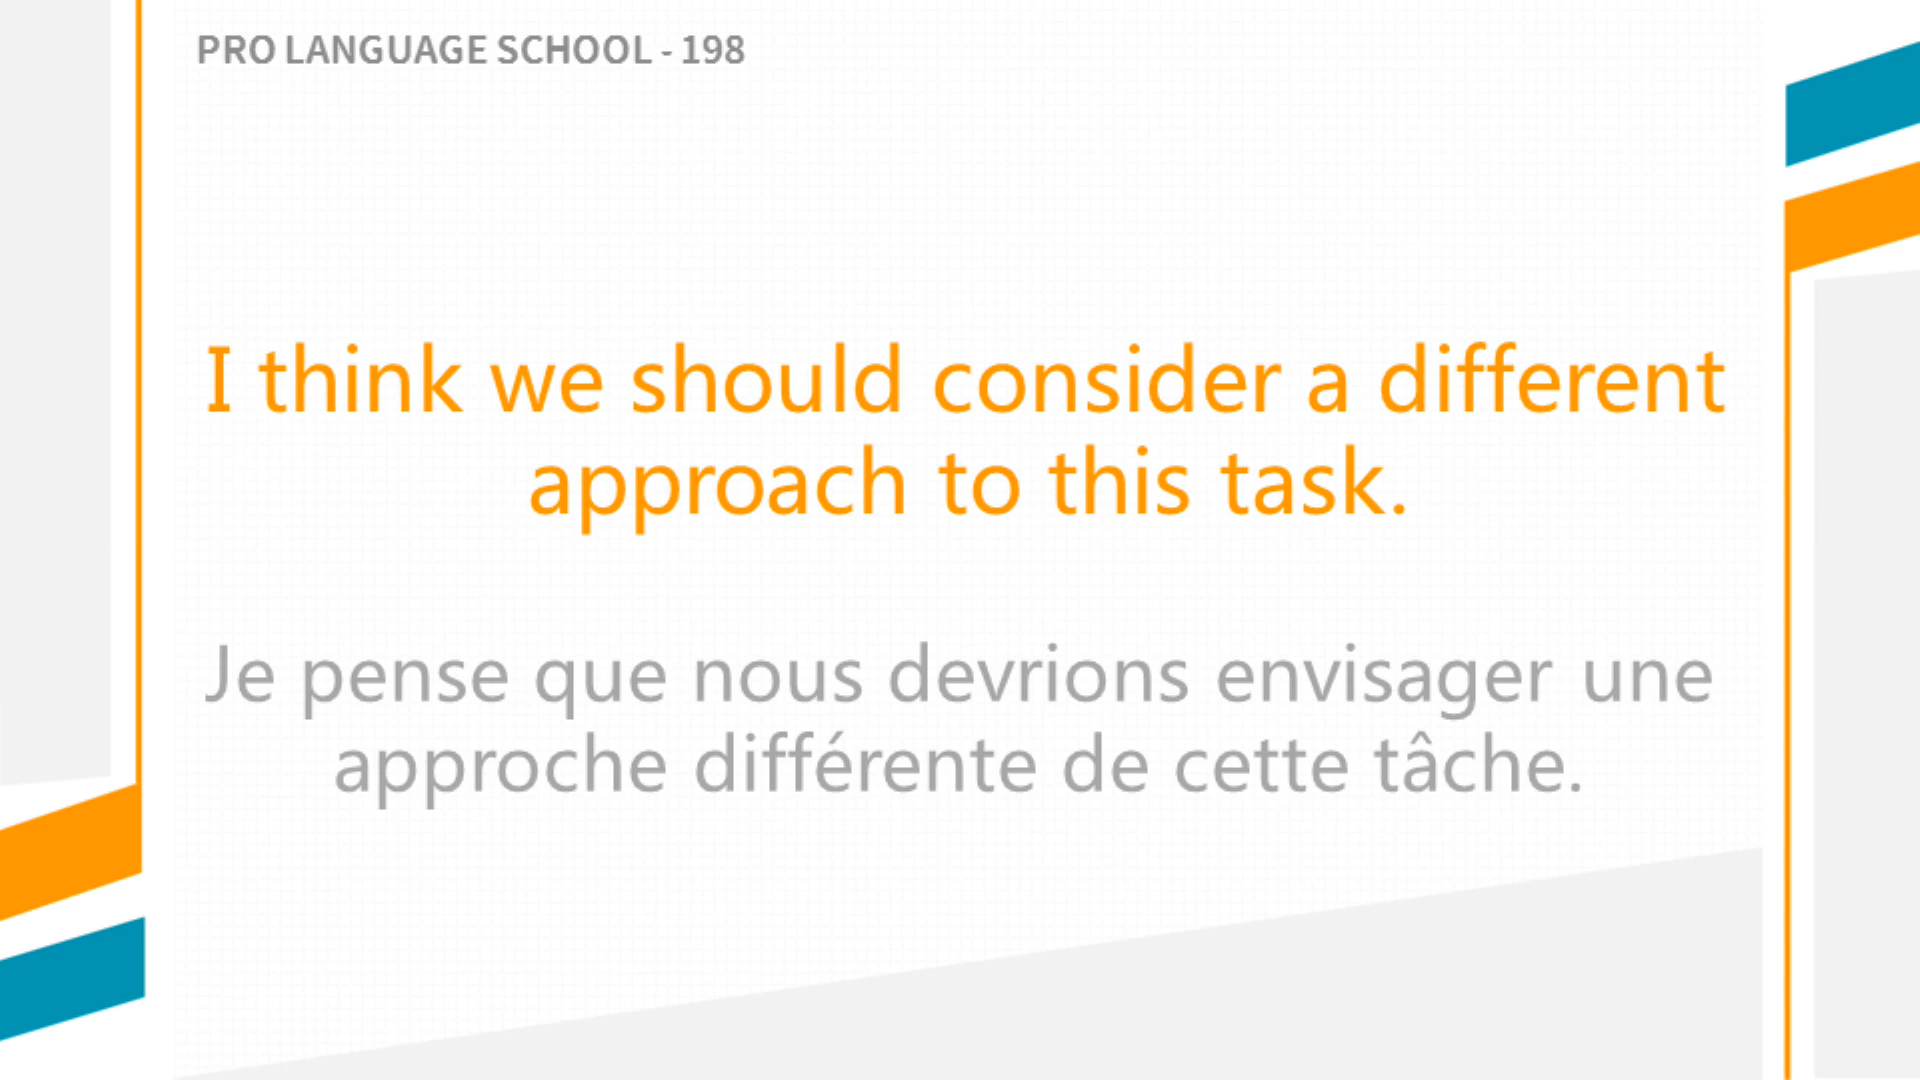 PRO LANGUAGE SCHOOL - 198
I think we should consider a different
approach to this task.
Je pense que nous devrions envisager une
approche différente de cette tâche.